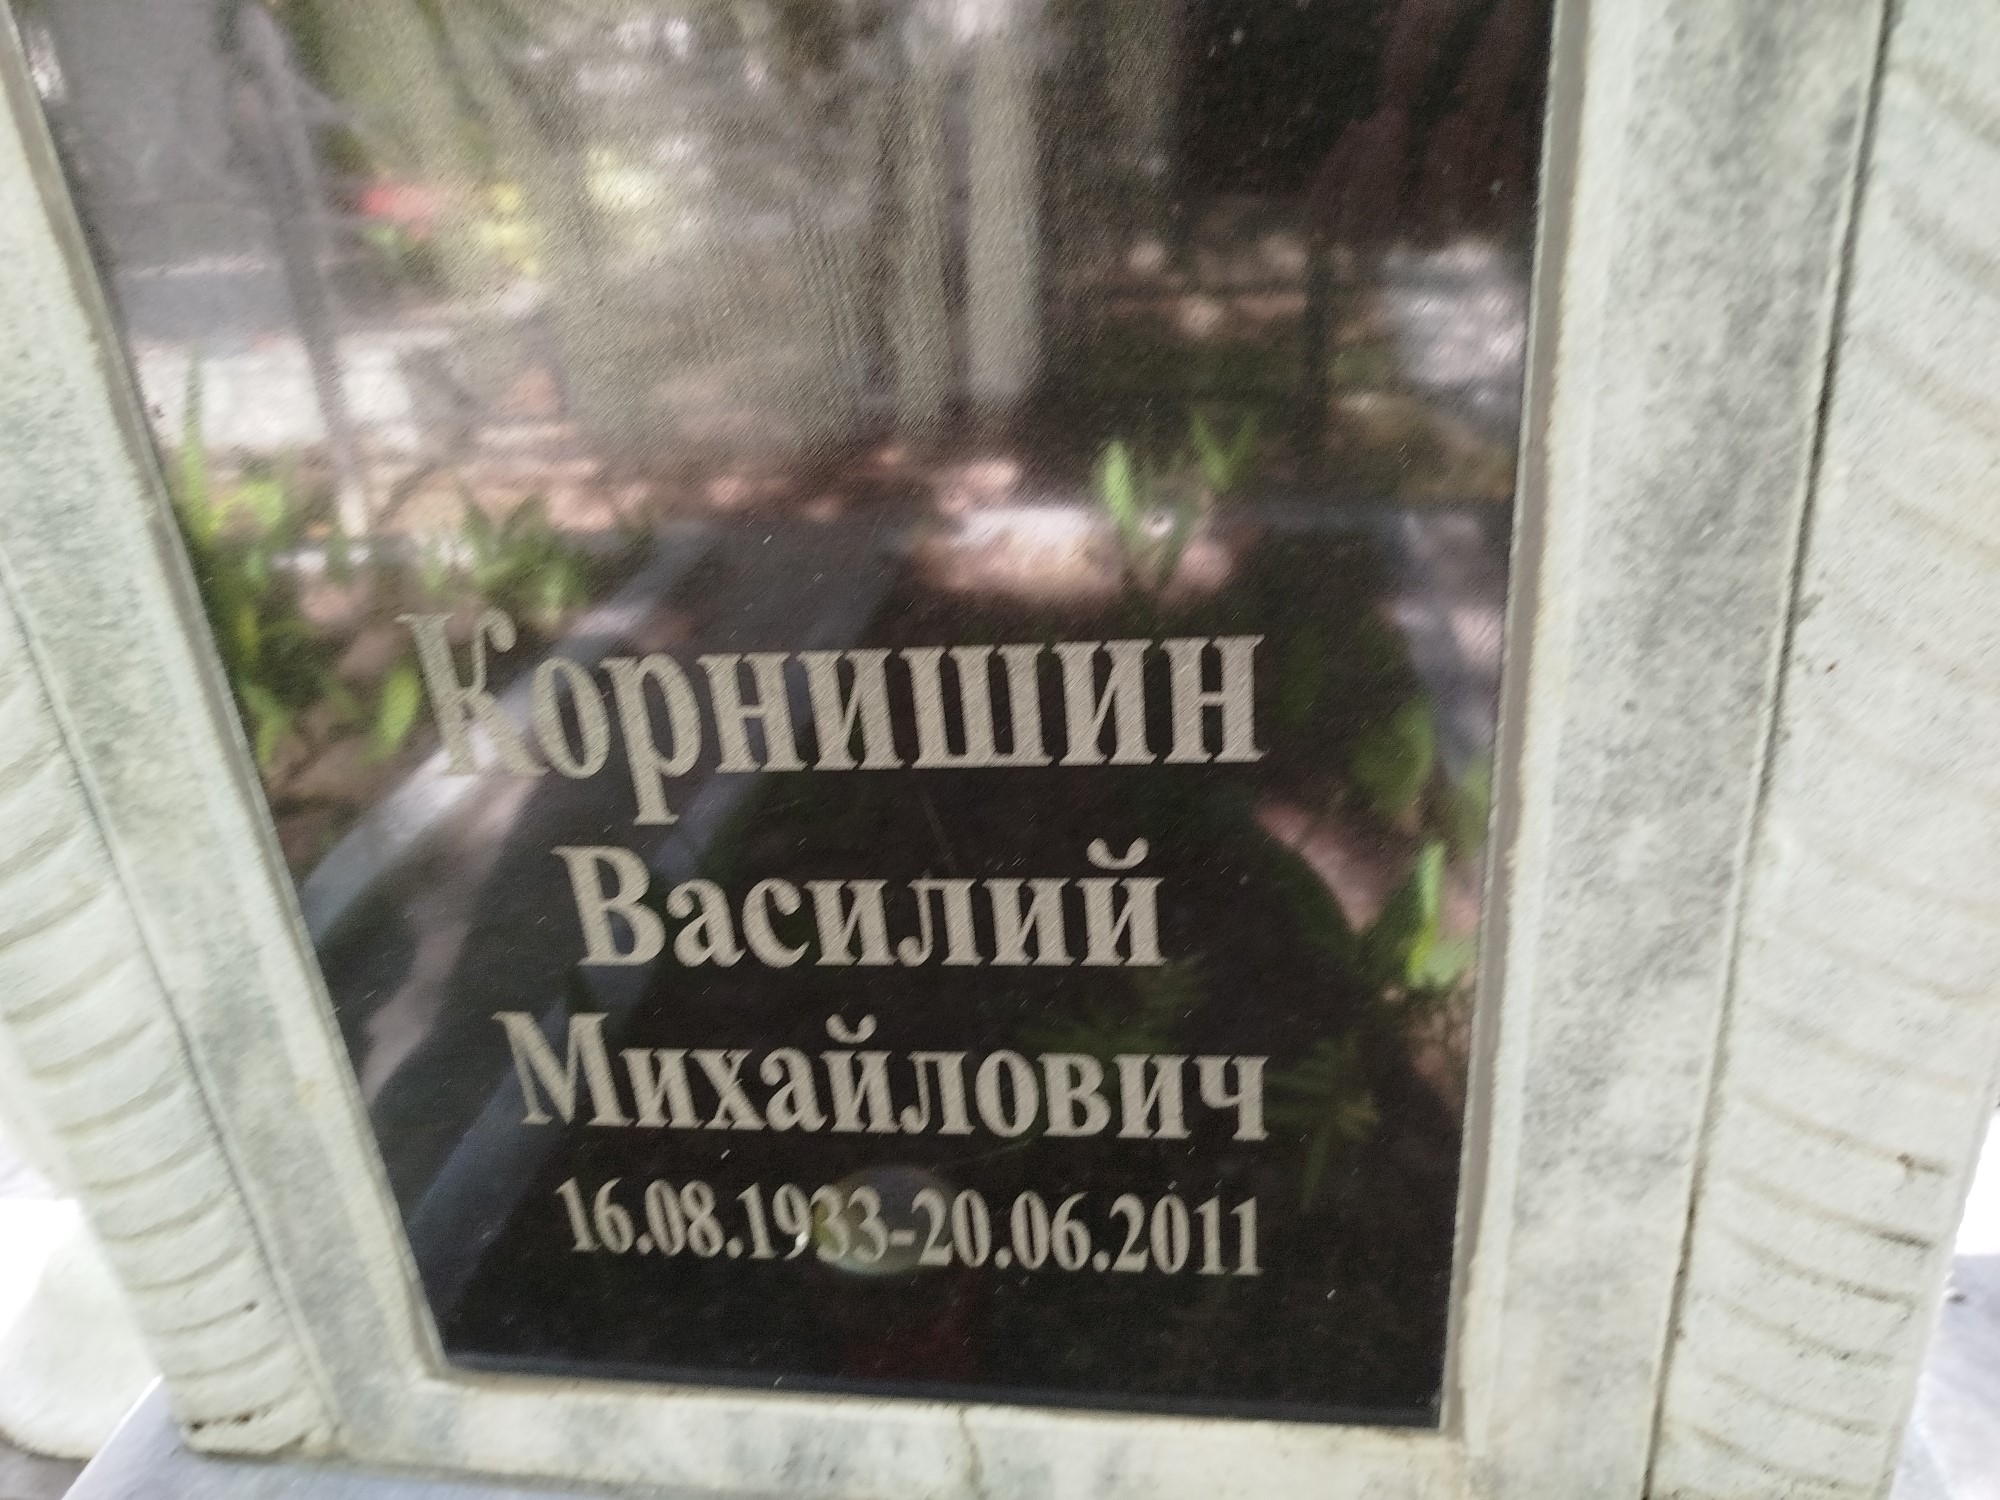 Корнишин
Василий
Михайлович
16.08.1933-20.06.2011